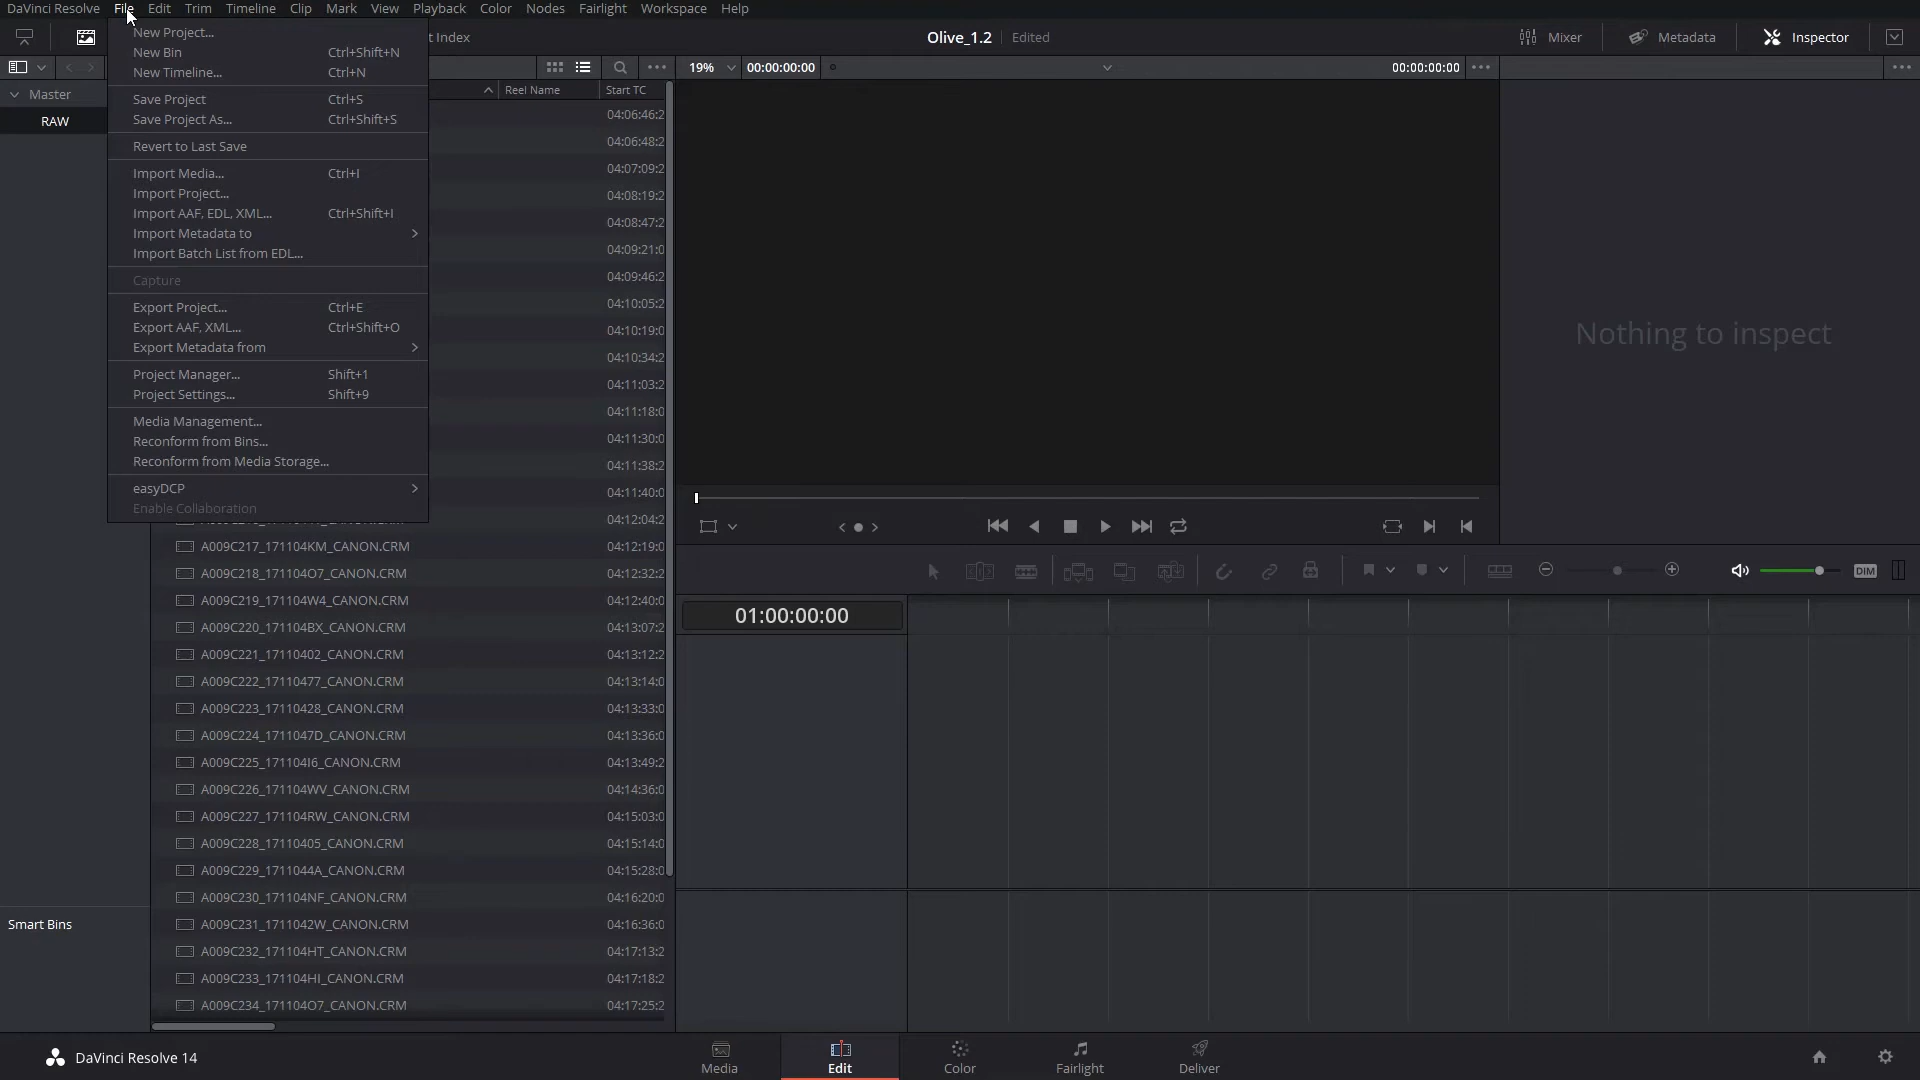 DaVinci Resolve File Edit Trim Timeline Clip Mark View Playback Color Nodes Fairlight Workspace Help
t Index Olive_1.2 Edited Mixer Metadata Inspector
19% 00:00:00:00 00:00:00:00
New Project...
New Bin Ctrl+Shift+N
New Timeline... Ctrl+N
Save Project Ctrl+S
Save Project As... Ctrl+Shift+S
Revert to Last Save
Import Media... Ctrl+I
Import Project...
Import AAF, EDL, XML... Ctrl+Shift+I
Import Metadata to
Import Batch List from EDL...
Capture
Export Project... Ctrl+E
Export AAF, XML... Ctrl+Shift+O
Export Metadata from
Project Manager... Shift+1
Project Settings... Shift+9
Media Management...
Reconform from Bins...
Reconform from Media Storage...
easyDCP
Enable Collaboration
Master
RAW
Smart Bins
Reel Name Start TC
04:06:46:2
04:06:48:2
04:07:09:2
04:08:19:2
04:08:47:2
04:09:21:0
04:09:46:2
04:10:05:2
04:10:19:0
04:10:34:2
04:11:03:2
04:11:18:0
04:11:30:0
04:11:38:2
04:11:40:0
04:12:04:2
A009C217_171104KM_CANON.CRM 04:12:19:0
A009C218_171104O7_CANON.CRM 04:12:32:2
A009C219_171104W4_CANON.CRM 04:12:40:0
A009C220_171104BX_CANON.CRM 04:13:07:2
A009C221_17110402_CANON.CRM 04:13:12:2
A009C222_17110477_CANON.CRM 04:13:14:0
A009C223_17110428_CANON.CRM 04:13:33:0
A009C224_1711047D_CANON.CRM 04:13:36:0
A009C225_171104I6_CANON.CRM 04:13:49:2
A009C226_171104WV_CANON.CRM 04:14:36:0
A009C227_171104RW_CANON.CRM 04:15:03:0
A009C228_17110405_CANON.CRM 04:15:14:0
A009C229_1711044A_CANON.CRM 04:15:28:0
A009C230_171104NF_CANON.CRM 04:16:20:0
A009C231_1711042W_CANON.CRM 04:16:36:0
A009C232_171104HT_CANON.CRM 04:17:13:2
A009C233_171104HI_CANON.CRM 04:17:18:2
A009C234_171104O7_CANON.CRM 04:17:25:2
Nothing to inspect
DIM
01:00:00:00
DaVinci Resolve 14
Media Edit Color Fairlight Deliver